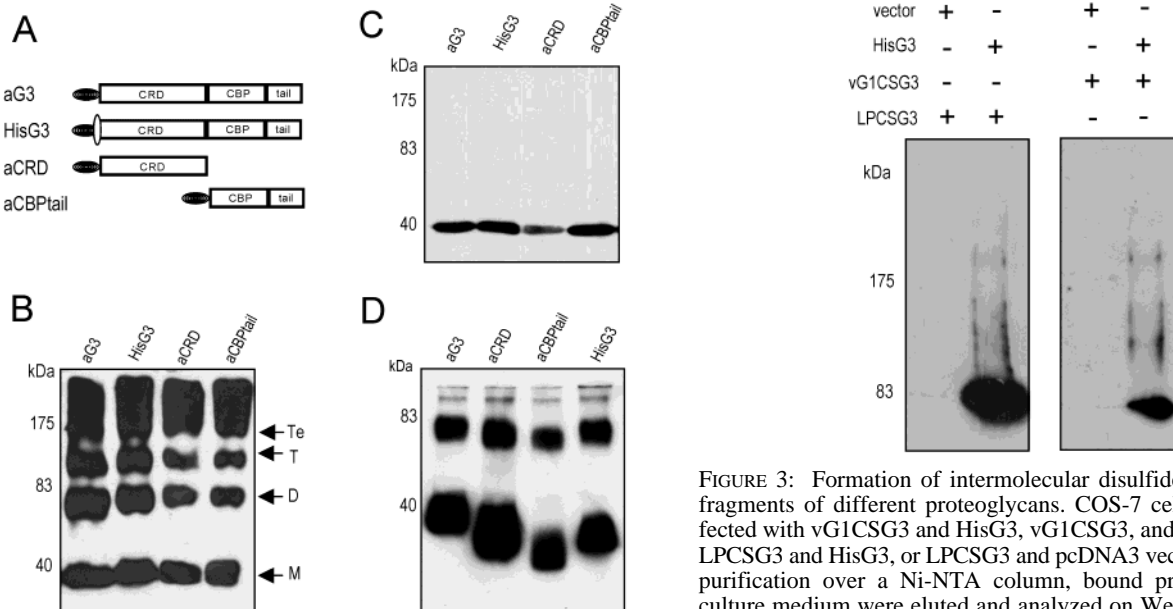 A
aG3 CRD CBP tail
HisG3 CRD CBP tail
aCRD CRD
aCBPtail CBP tail
B
aG3 HisG3 aCRD aCBPtail
kDa
175
83
40
Te
T
D
M
C
aG3 HisG3 aCRD aCBPtail
kDa
175
83
40
D
aG3 aCRD aCBPtail HisG3
kDa
83
40
vector + - + -
HisG3 - + - +
vG1CSG3 - - + +
LPCSG3 + + - -
kDa
175
83
FIGURE 3: Formation of intermolecular disulfide
fragments of different proteoglycans. COS-7 ce
fected with vG1CSG3 and HisG3, vG1CSG3, and
LPCSG3 and HisG3, or LPCSG3 and pcDNA3 vec
purification over a Ni-NTA column, bound pr
culture medium were eluted and analyzed on We